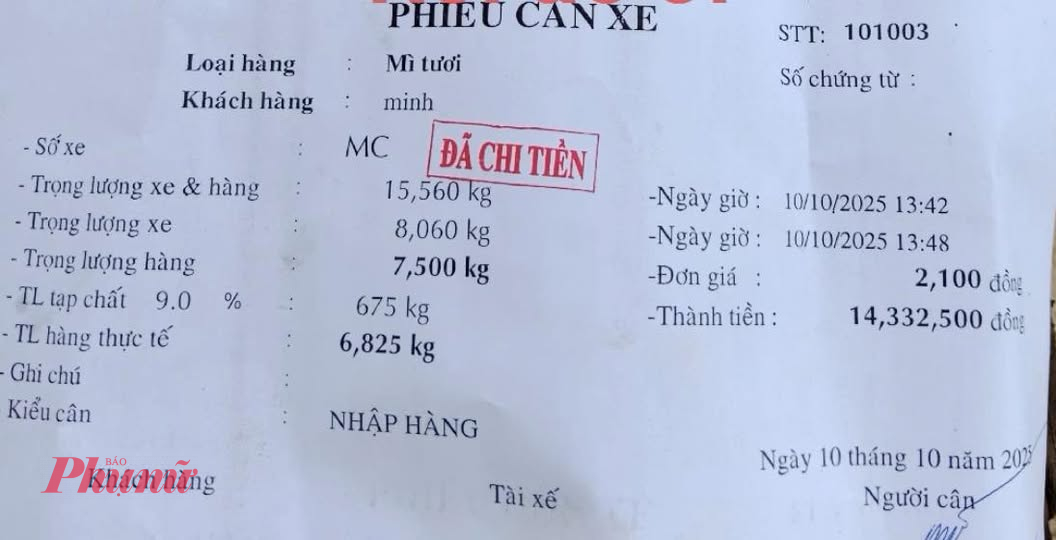 PHIẾU CÂN XE
STT: 101003
Loại hàng : Mì tươi
Số chứng từ :
Khách hàng : minh
- Số xe : MC
ĐÃ CHI TIỀN
- Trọng lượng xe & hàng : 15,560 kg
-Ngày giờ : 10/10/2025 13:42
- Trọng lượng xe : 8,060 kg
-Ngày giờ : 10/10/2025 13:48
- Trọng lượng hàng : 7,500 kg
-Đơn giá : 2,100 đồng
- TL tạp chất 9.0 % : 675 kg
-Thành tiền : 14,332,500 đồng
- TL hàng thực tế : 6,825 kg
- Ghi chú :
Kiểu cân : NHẬP HÀNG
Ngày 10 tháng 10 năm 2025
BÁO
Phụ nữ
Khách hàng
Tài xế
Người cân